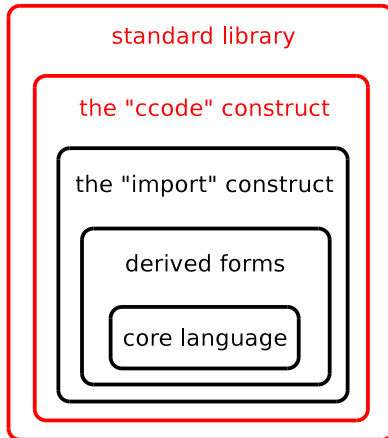 standard library
the "ccode" construct
the "import" construct
derived forms
core language